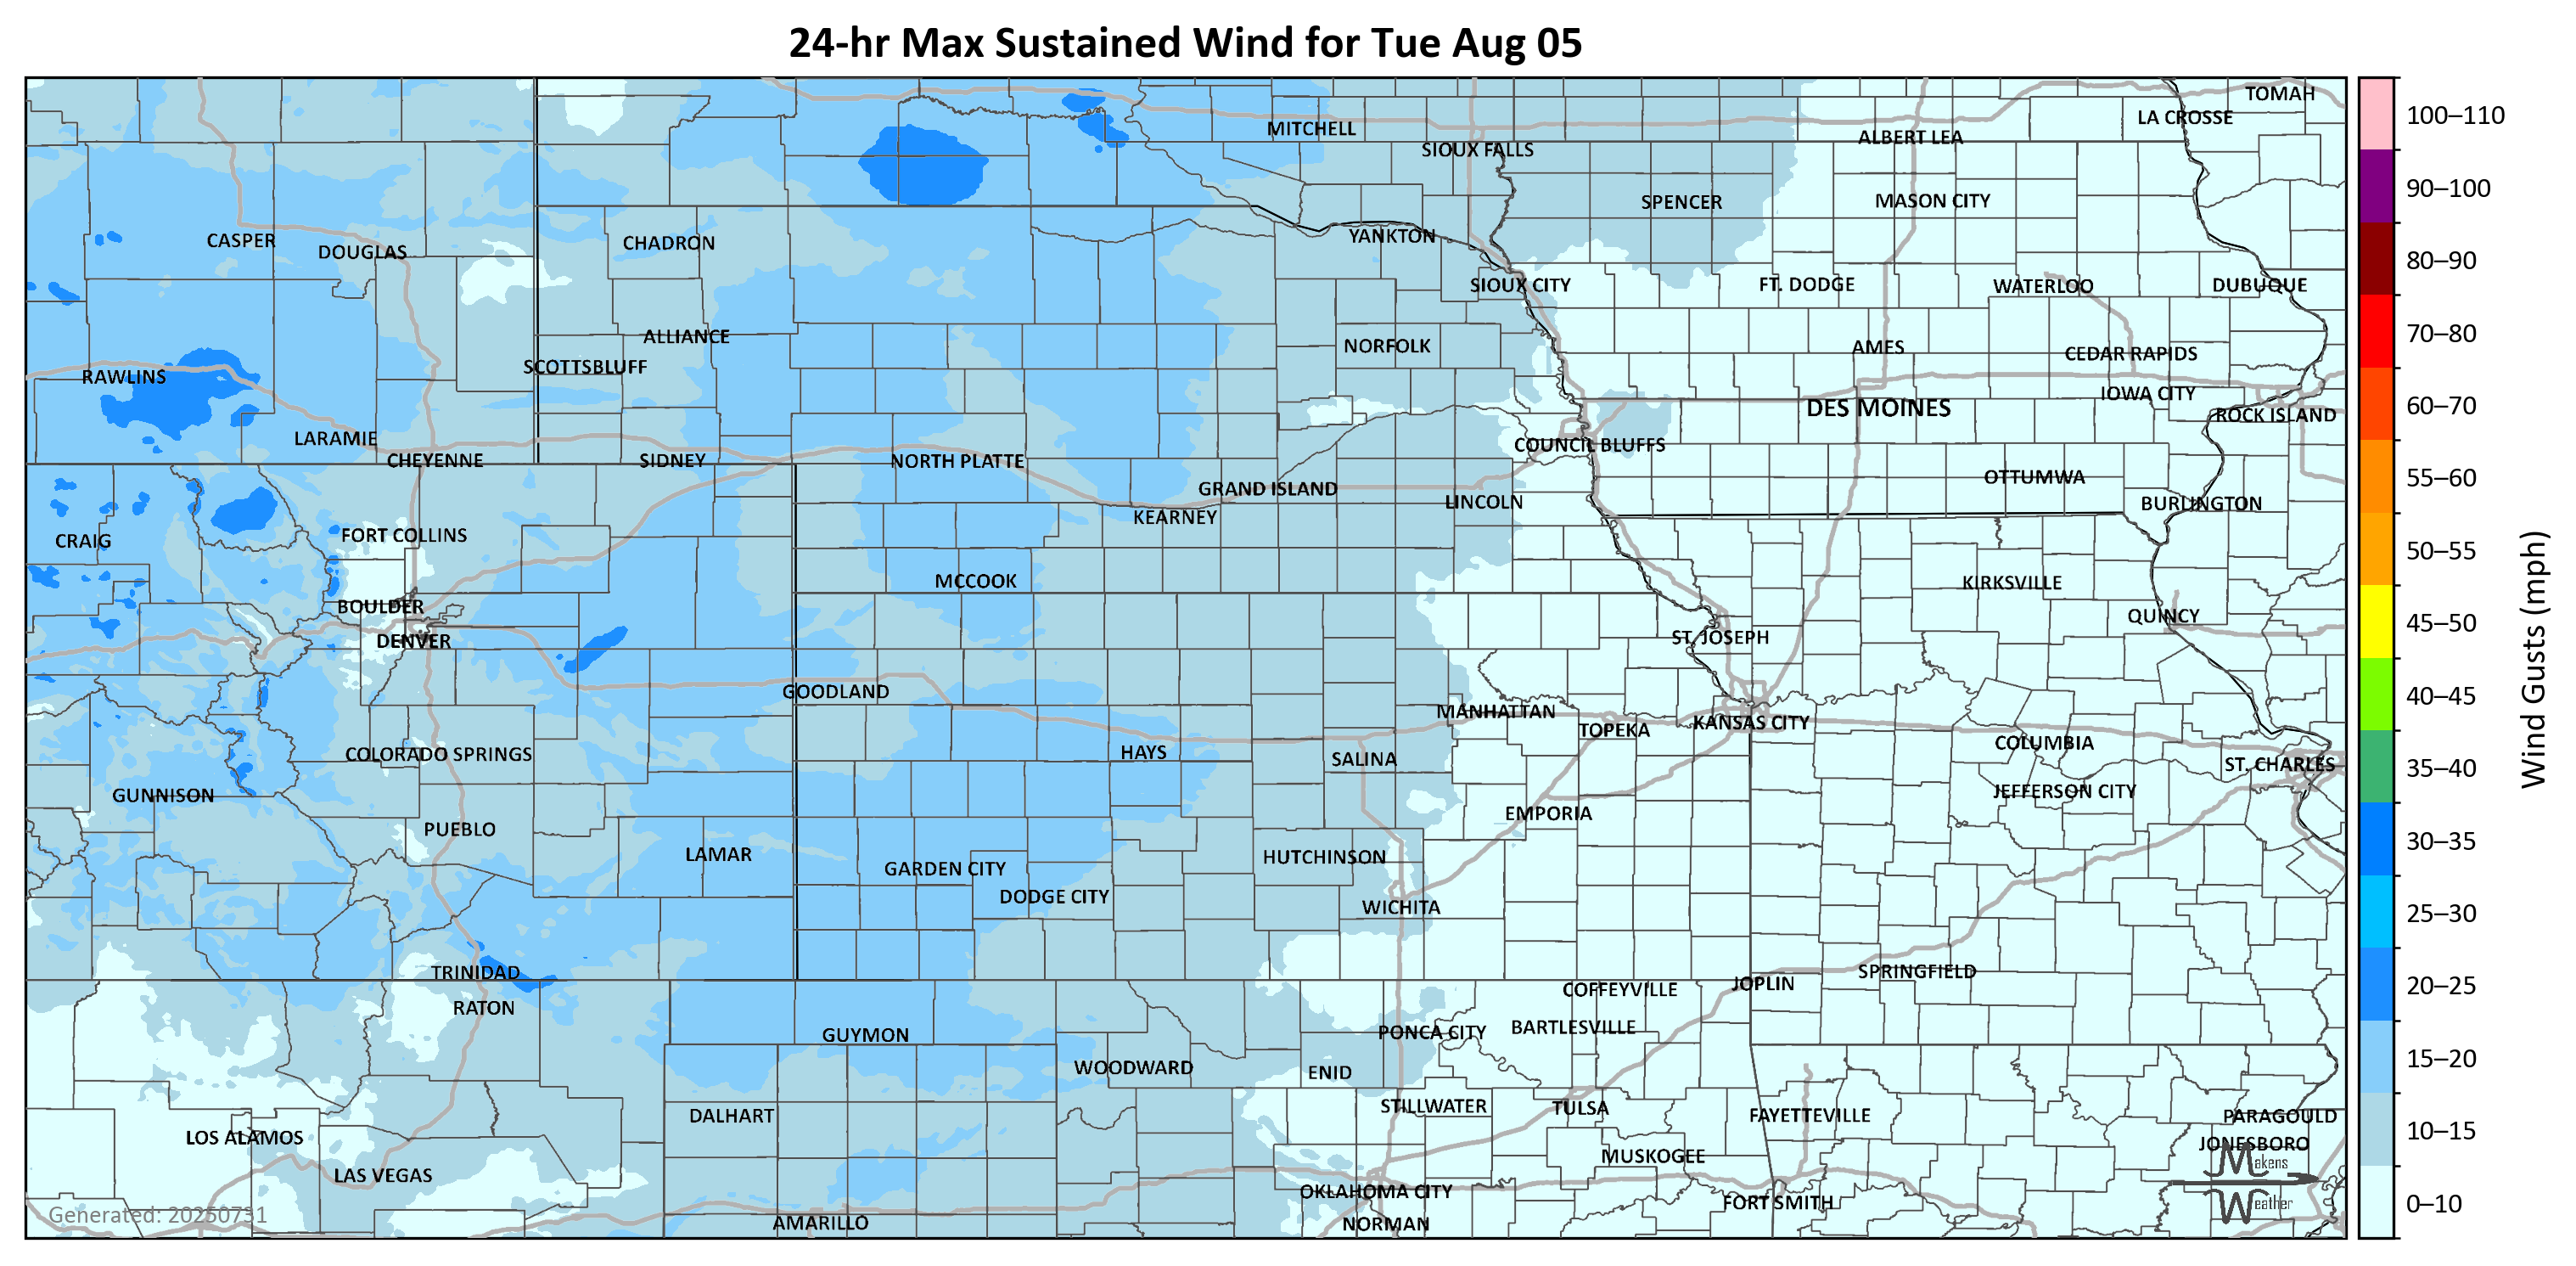 24-hr Max Sustained Wind for Tue Aug 05
TOMAH
LA CROSSE
MITCHELL
ALBERT LEA
SIOUX FALLS
SPENCER
MASON CITY
YANKTON
CASPER
CHADRON
DOUGLAS
SIOUX CITY
FT. DODGE
WATERLOO
DUBUQUE
ALLIANCE
NORFOLK
AMES
CEDAR RAPIDS
SCOTTSBLUFF
RAWLINS
IOWA CITY
DES MOINES
ROCK ISLAND
LARAMIE
COUNCIL BLUFFS
CHEYENNE
SIDNEY
NORTH PLATTE
OTTUMWA
GRAND ISLAND
LINCOLN
BURLINGTON
KEARNEY
FORT COLLINS
CRAIG
MCCOOK
KIRKSVILLE
BOULDER
QUINCY
DENVER
ST. JOSEPH
GOODLAND
MANHATTAN
KANSAS CITY
TOPEKA
COLUMBIA
COLORADO SPRINGS
HAYS
SALINA
ST. CHARLES
GUNNISON
JEFFERSON CITY
EMPORIA
PUEBLO
LAMAR
HUTCHINSON
GARDEN CITY
DODGE CITY
WICHITA
TRINIDAD
SPRINGFIELD
JOPLIN
COFFEYVILLE
RATON
BARTLESVILLE
PONCA CITY
GUYMON
WOODWARD
ENID
STILLWATER
TULSA
DALHART
FAYETTEVILLE
PARAGOULD
LOS ALAMOS
JONESBORO
MUSKOGEE
LAS VEGAS
OKLAHOMA CITY
FORT SMITH
AMARILLO
NORMAN
Makens
Weather
Generated: 20250731
100–110
90–100
80–90
70–80
60–70
55–60
50–55
45–50
40–45
35–40
30–35
25–30
20–25
15–20
10–15
0–10
Wind Gusts (mph)